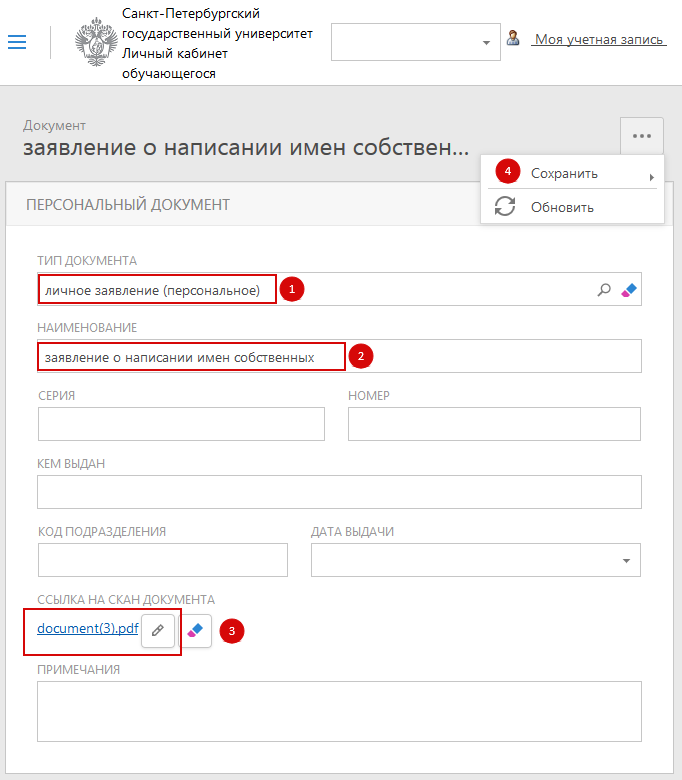 Санкт-Петербургский
государственный университет
Личный кабинет
обучающегося
Моя учетная запись
Документ
заявление о написании имен собствен...
4
Сохранить
Обновить
ПЕРСОНАЛЬНЫЙ ДОКУМЕНТ
ТИП ДОКУМЕНТА
личное заявление (персональное)
1
НАИМЕНОВАНИЕ
заявление о написании имен собственных
2
СЕРИЯ
НОМЕР
КЕМ ВЫДАН
КОД ПОДРАЗДЕЛЕНИЯ
ДАТА ВЫДАЧИ
ССЫЛКА НА СКАН ДОКУМЕНТА
document(3).pdf
3
ПРИМЕЧАНИЯ